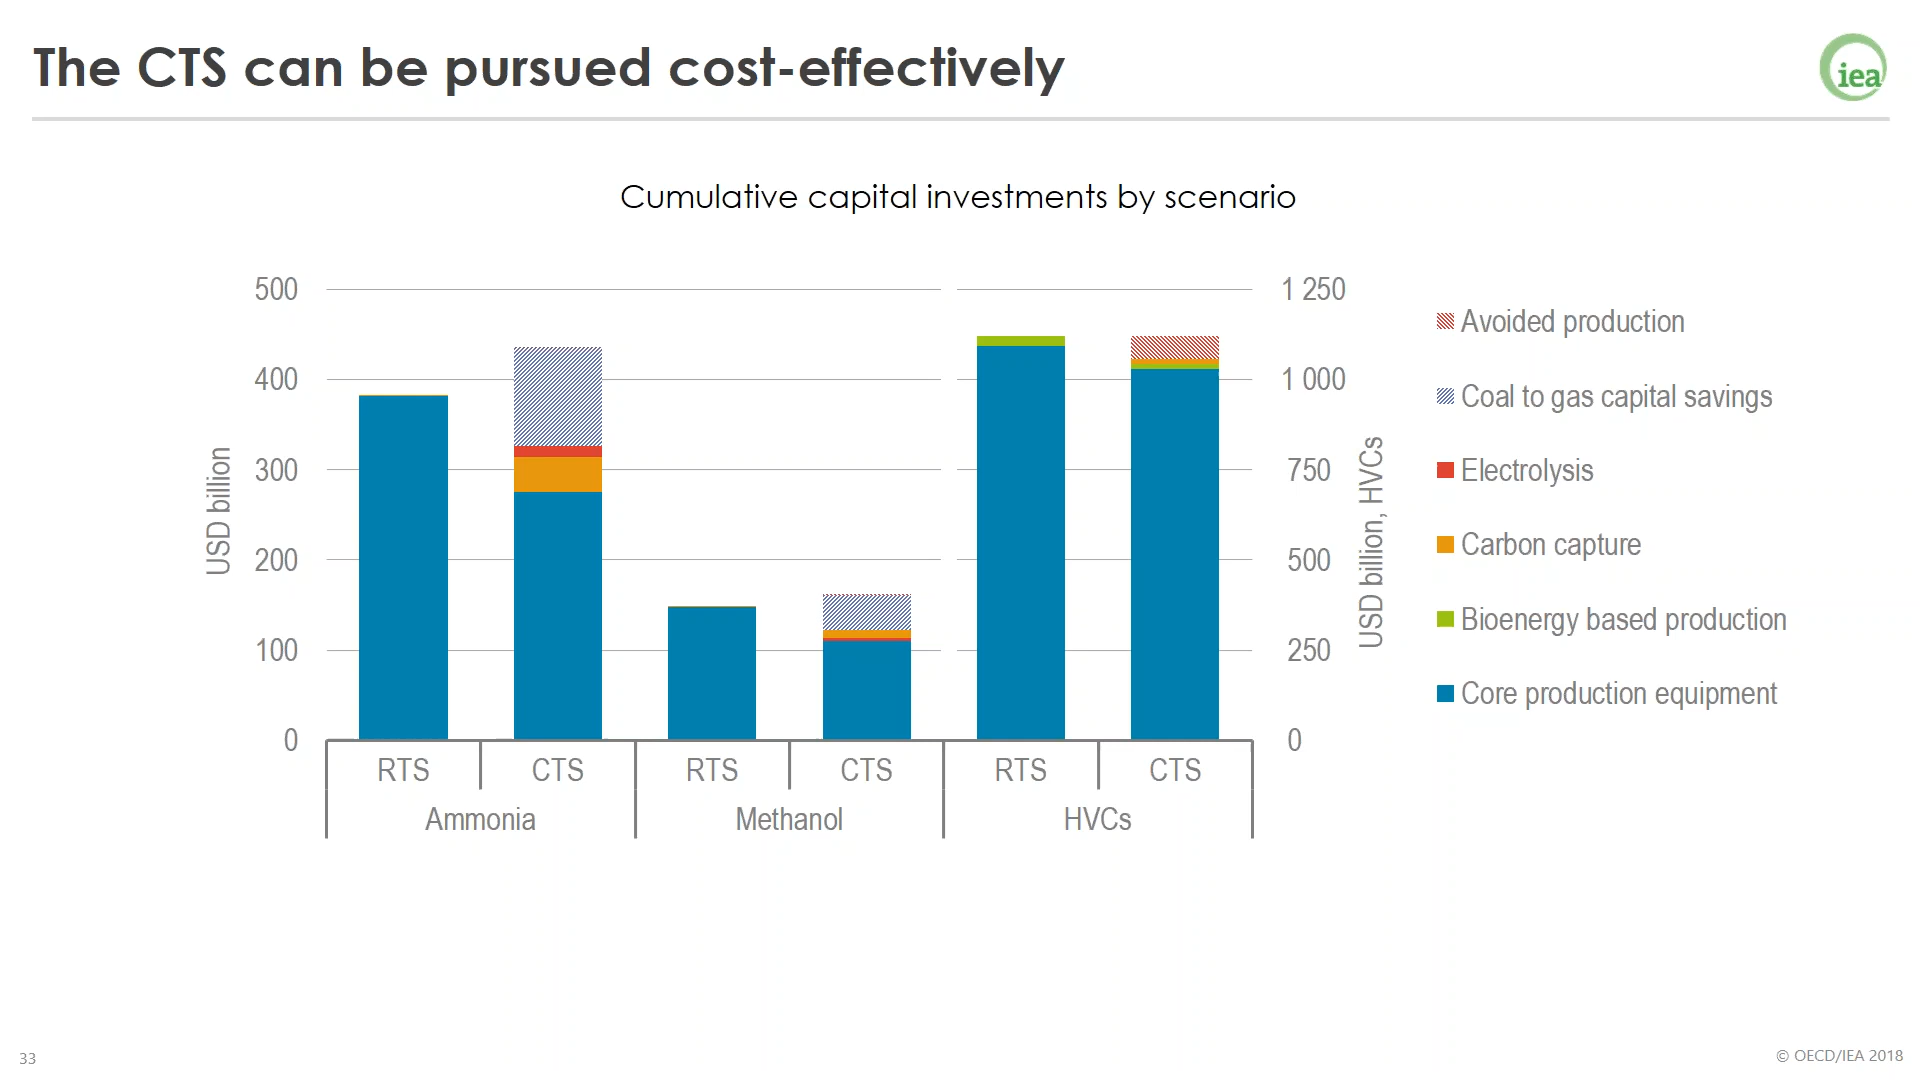 The CTS can be pursued cost-effectively
iea
Cumulative capital investments by scenario
USD billion
500
400
300
200
100
0
1 250
1 000
750
500
250
0
USD billion, HVCs
RTS
CTS
RTS
CTS
RTS
CTS
Ammonia
Methanol
HVCs
Avoided production
Coal to gas capital savings
Electrolysis
Carbon capture
Bioenergy based production
Core production equipment
33
© OECD/IEA 2018